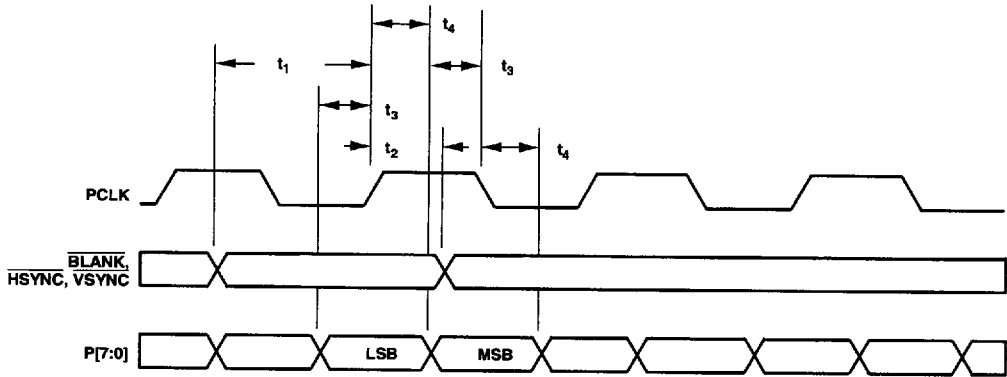 t4
t1
t3
t3
t2
t4
PCLK
BLANK,
HSYNC, VSYNC
P[7:0]
LSB
MSB